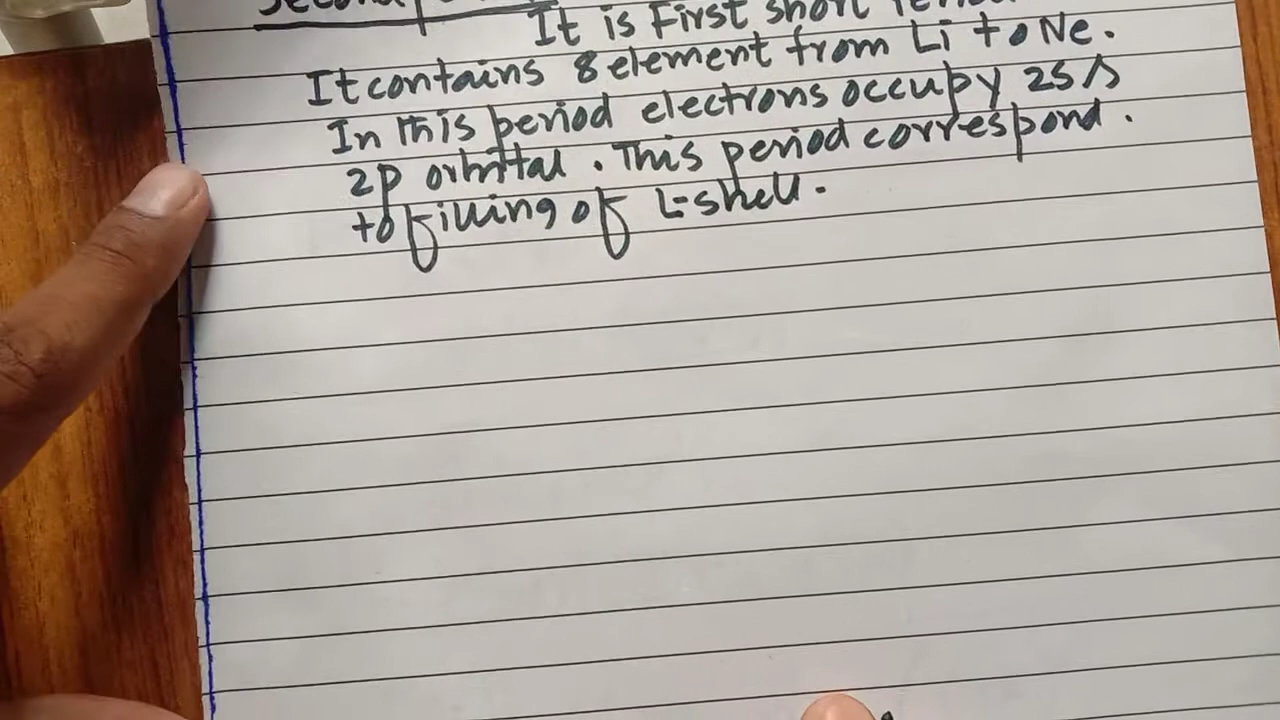 Second
It is First short
It contains 8 element from Li to Ne.
In this period electrons occupy 2S &
2p orbital. This period correspond.
to filling of L-shell.